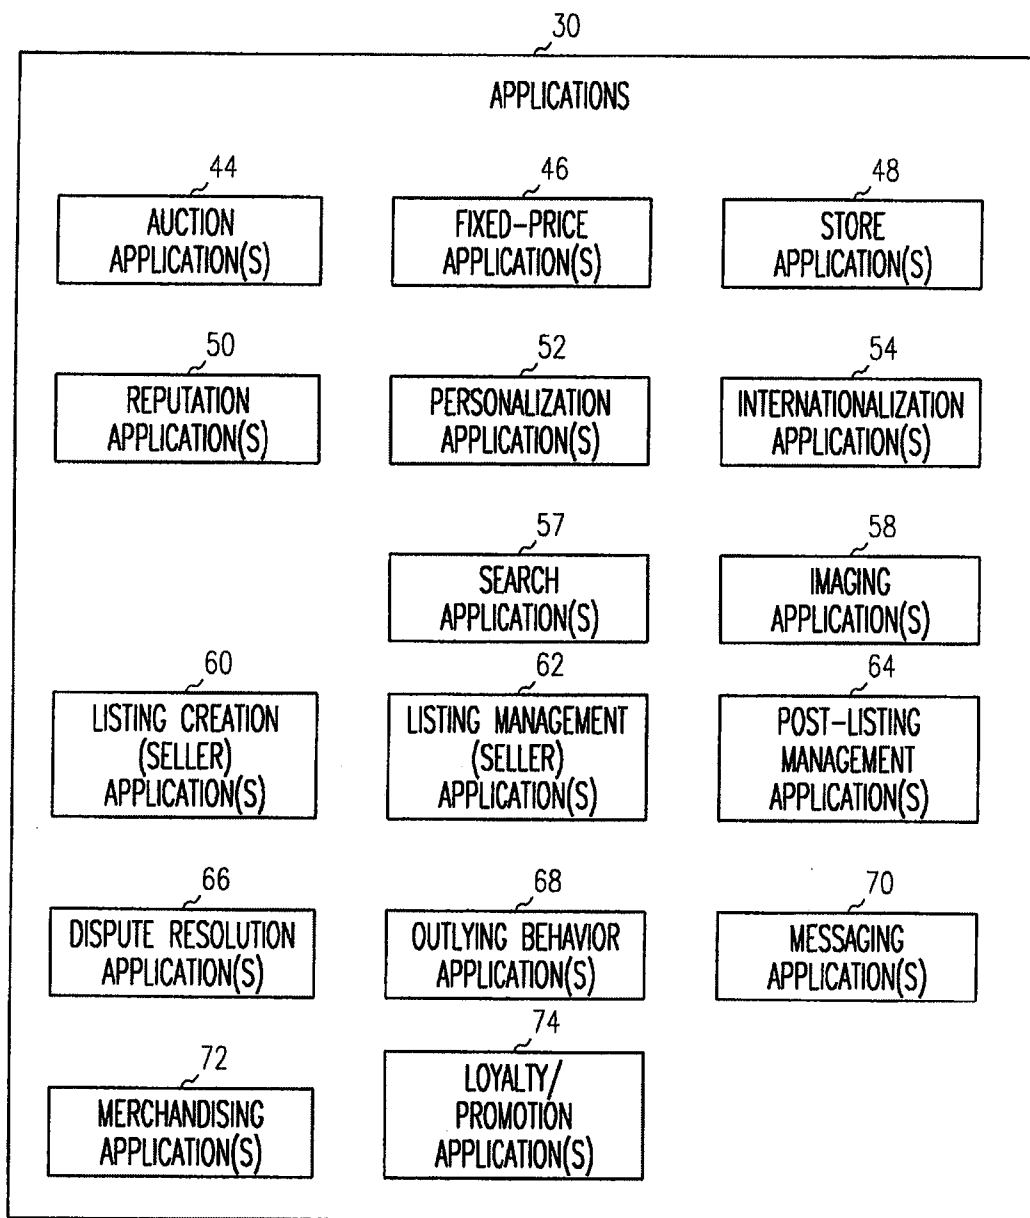 30
APPLICATIONS
44
AUCTION
APPLICATION(S)
46
FIXED-PRICE
APPLICATION(S)
48
STORE
APPLICATION(S)
50
REPUTATION
APPLICATION(S)
52
PERSONALIZATION
APPLICATION(S)
54
INTERNATIONALIZATION
APPLICATION(S)
57
SEARCH
APPLICATION(S)
58
IMAGING
APPLICATION(S)
60
LISTING CREATION
(SELLER)
APPLICATION(S)
62
LISTING MANAGEMENT
(SELLER)
APPLICATION(S)
64
POST-LISTING
MANAGEMENT
APPLICATION(S)
66
DISPUTE RESOLUTION
APPLICATION(S)
68
OUTLYING BEHAVIOR
APPLICATION(S)
70
MESSAGING
APPLICATION(S)
72
MERCHANDISING
APPLICATION(S)
74
LOYALTY/
PROMOTION
APPLICATION(S)